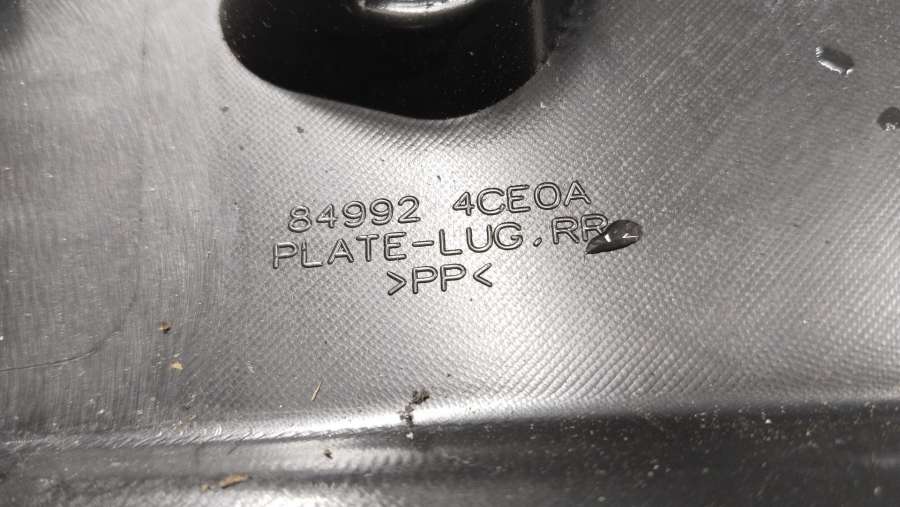 84992 4CE0A
PLATE-LUG,RR
>PP<